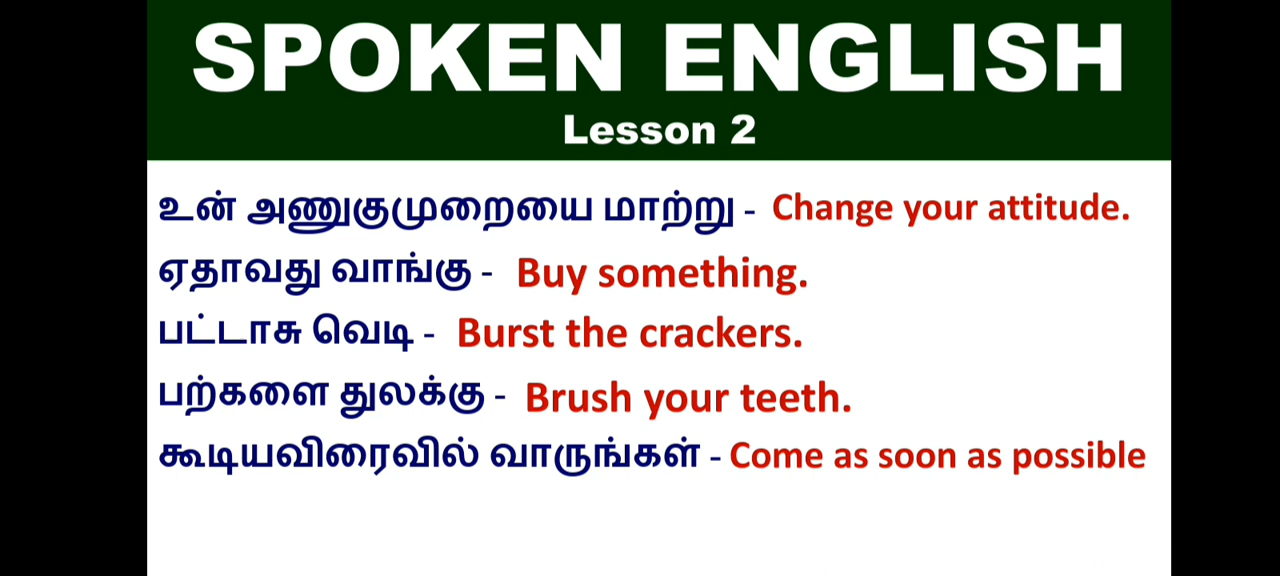 SPOKEN ENGLISH
Lesson 2
உன் அணுகுமுறையை மாற்று - Change your attitude.
ஏதாவது வாங்கு - Buy something.
பட்டாசு வெடி - Burst the crackers.
பற்களை துலக்கு - Brush your teeth.
கூடியவிரைவில் வாருங்கள் - Come as soon as possible